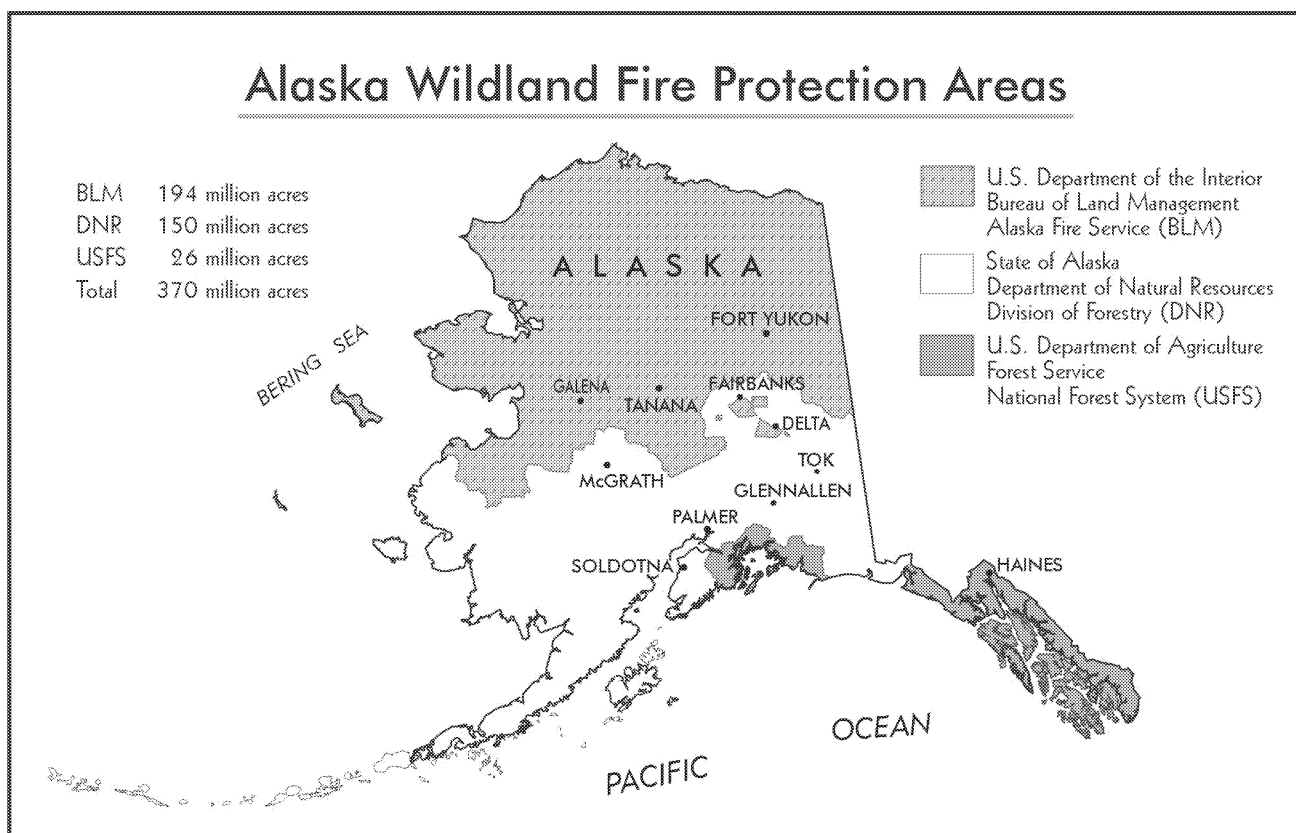 Alaska Wildland Fire Protection Areas
BLM 194 million acres
DNR 150 million acres
USFS 26 million acres
Total 370 million acres
U.S. Department of the Interior
Bureau of Land Management
Alaska Fire Service (BLM)
State of Alaska
Department of Natural Resources
Division of Forestry (DNR)
U.S. Department of Agriculture
Forest Service
National Forest System (USFS)
ALASKA
FORT YUKON
BERING SEA
GALENA
TANANA
FAIRBANKS
DELTA
TOK
McGRATH
GLENNALLEN
PALMER
SOLDOTNA
HAINES
PACIFIC
OCEAN